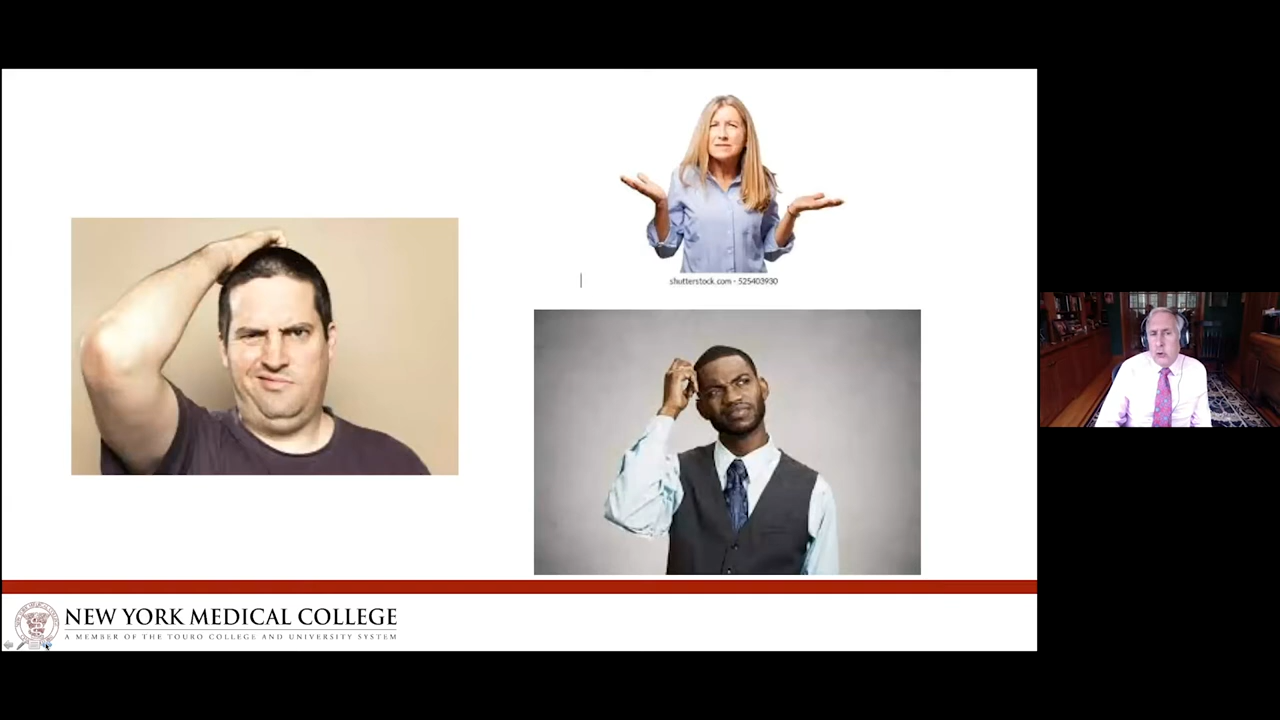 shutterstock.com - 525403930
NEW YORK MEDICAL COLLEGE
A MEMBER OF THE TOURO COLLEGE AND UNIVERSITY SYSTEM